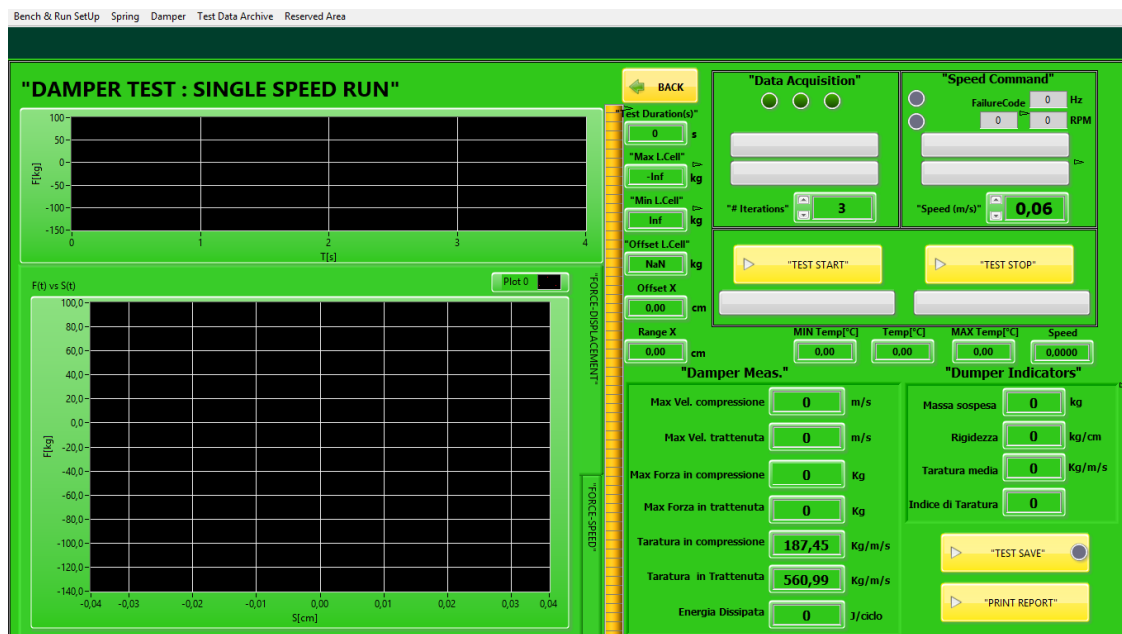 Bench & Run SetUp Spring Damper Test Data Archive Reserved Area
"DAMPER TEST : SINGLE SPEED RUN"
100
50
0
-50
-100
-150
F[kg]
0 1 2 3 4
T[s]
F(t) vs S(t)
Plot 0
100,0
80,0
60,0
40,0
20,0
0,0
-20,0
-40,0
-60,0
-80,0
-100,0
-120,0
-140,0
F[kg]
-0,04 -0,03 -0,02 -0,01 0,00 0,01 0,02 0,03 0,04
S[cm]
"FORCE-DISPLACEMENT"
"FORCE-SPEED"
BACK
"Test Duration(s)"
0 s
"Max L.Cell"
-Inf kg
"Min L.Cell"
Inf kg
"Offset L.Cell"
NaN kg
Offset X
0,00 cm
Range X
0,00 cm
"Data Acquisition"
"# Iterations" 3
"Speed Command"
FailureCode 0 Hz
0 0 RPM
"Speed (m/s)" 0,06
"TEST START"
"TEST STOP"
MIN Temp[°C] Temp[°C] MAX Temp[°C] Speed
0,00 0,00 0,00 0,0000
"Damper Meas."
Max Vel. compressione 0 m/s
Max Vel. trattenuta 0 m/s
Max Forza in compressione 0 Kg
Max Forza in trattenuta 0 Kg
Taratura in compressione 187,45 Kg/m/s
Taratura in Trattenuta 560,99 Kg/m/s
Energia Dissipata 0 J/ciclo
"Dumper Indicators"
Massa sospesa 0 kg
Rigidezza 0 kg/cm
Taratura media 0 Kg/m/s
Indice di Taratura 0
"TEST SAVE"
"PRINT REPORT"